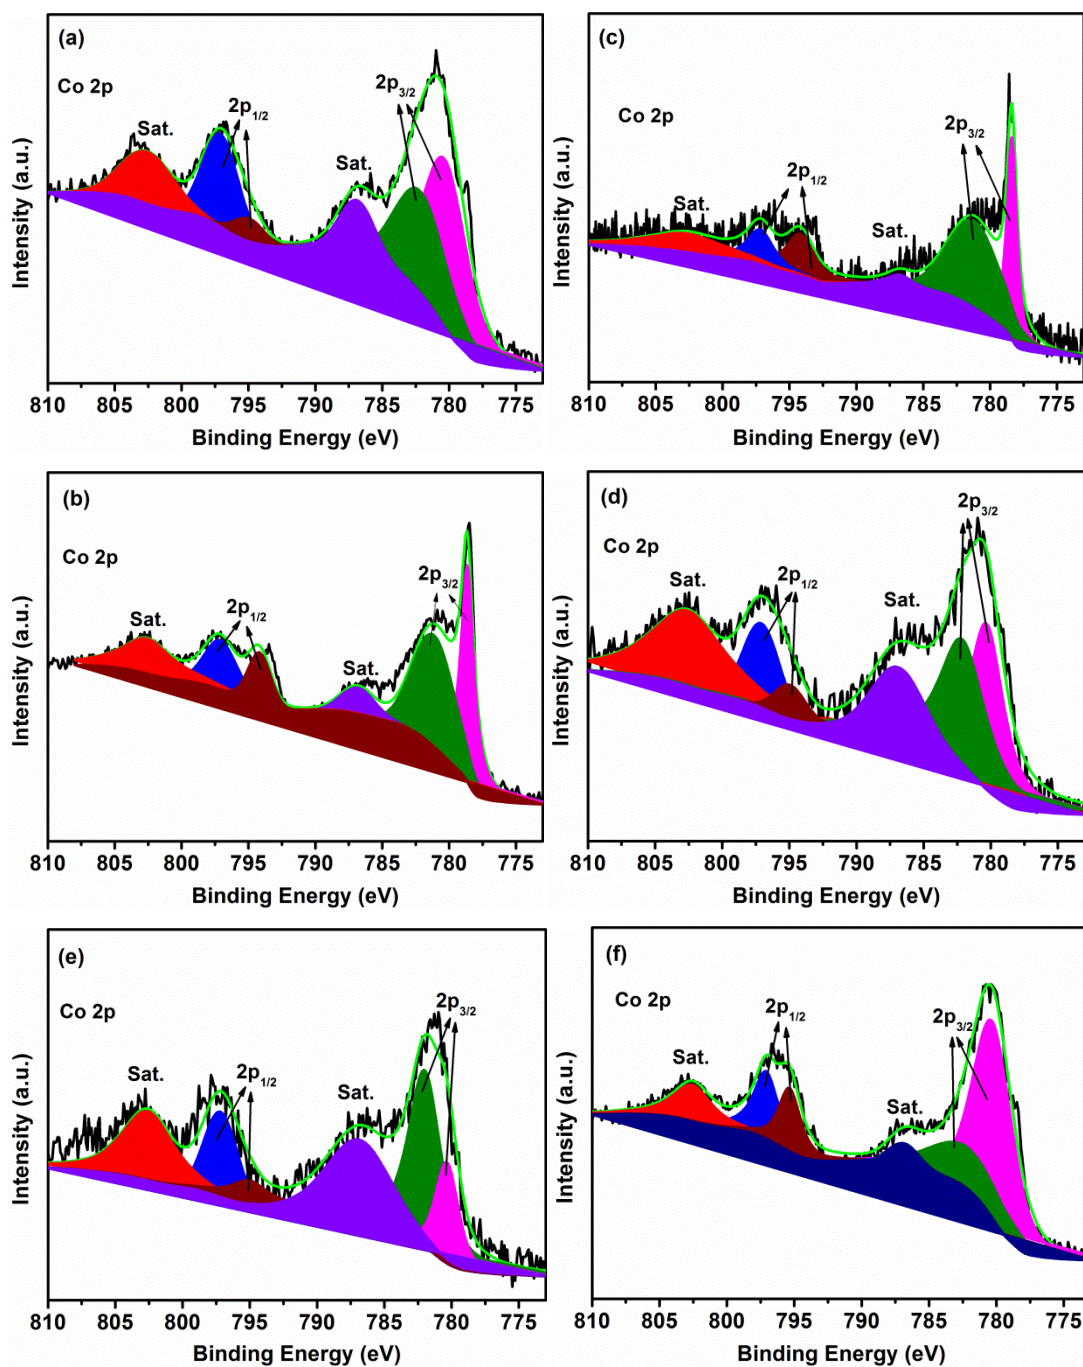 (a)
Co 2p
Sat.
2p1/2
Sat.
2p3/2
Intensity (a.u.)
810 805 800 795 790 785 780 775
Binding Energy (eV)
(c)
Co 2p
Sat.
2p1/2
Sat.
2p3/2
Intensity (a.u.)
810 805 800 795 790 785 780 775
Binding Energy (eV)
(b)
Co 2p
Sat.
2p1/2
Sat.
2p3/2
Intensity (a.u.)
810 805 800 795 790 785 780 775
Binding Energy (eV)
(d)
Co 2p
Sat.
2p1/2
Sat.
2p3/2
Intensity (a.u.)
810 805 800 795 790 785 780 775
Binding Energy (eV)
(e)
Co 2p
Sat.
2p1/2
Sat.
2p3/2
Intensity (a.u.)
810 805 800 795 790 785 780 775
Binding Energy (eV)
(f)
Co 2p
Sat.
2p1/2
Sat.
2p3/2
Intensity (a.u.)
810 805 800 795 790 785 780 775
Binding Energy (eV)